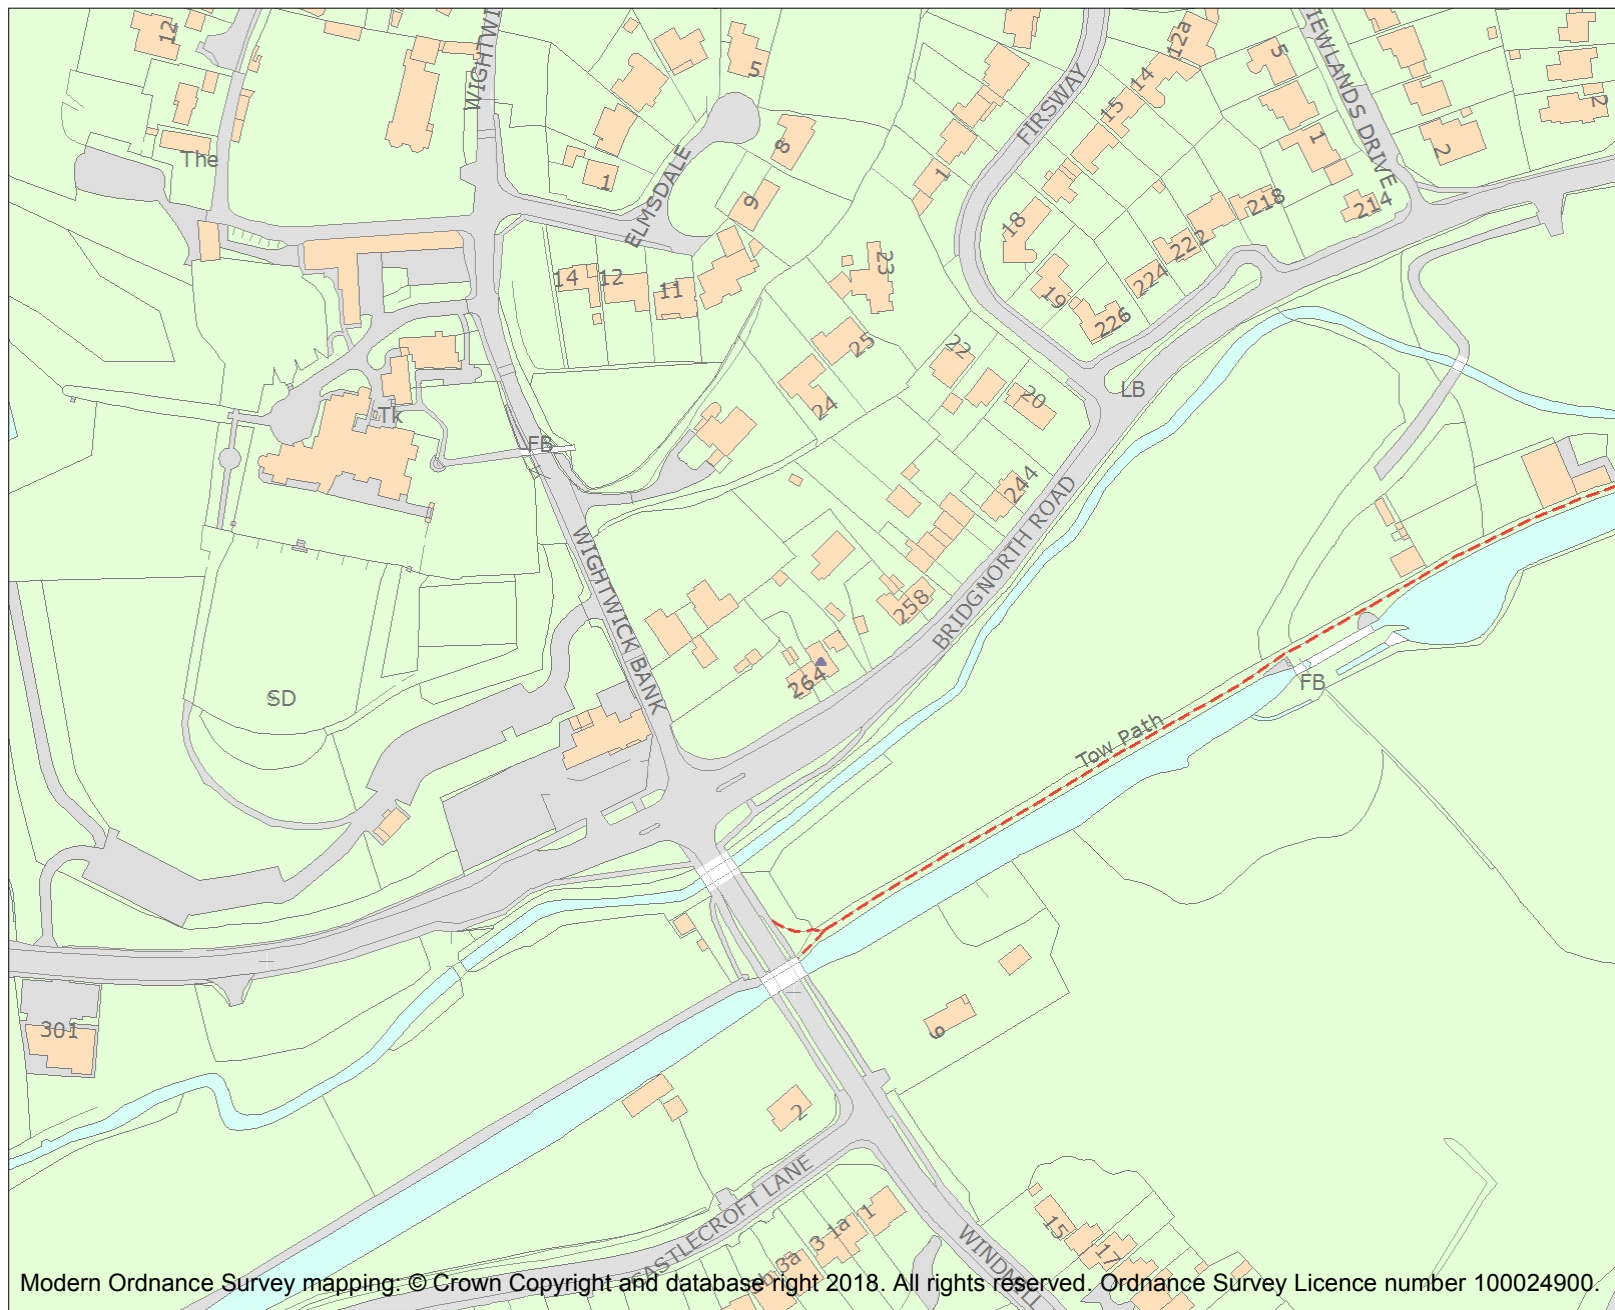 12
WIGHTWI
5
12a
5
IEWLANDS DRIVE
2
The
8
14
15
FIRSWAY
1
2
1
ELMSDALE
1
9
18
218
214
222
14
12
11
23
224
19
226
25
22
LB
24
20
Tk
FB
244
BRIDGNORTH ROAD
WIGHTWICK BANK
258
264
SD
FB
Tow Path
301
9
2
CASTLECROFT LANE
1
3 1a
3a
15
17
WINDMILL
Modern Ordnance Survey mapping: © Crown Copyright and database right 2018. All rights reserved. Ordnance Survey Licence number 100024900.